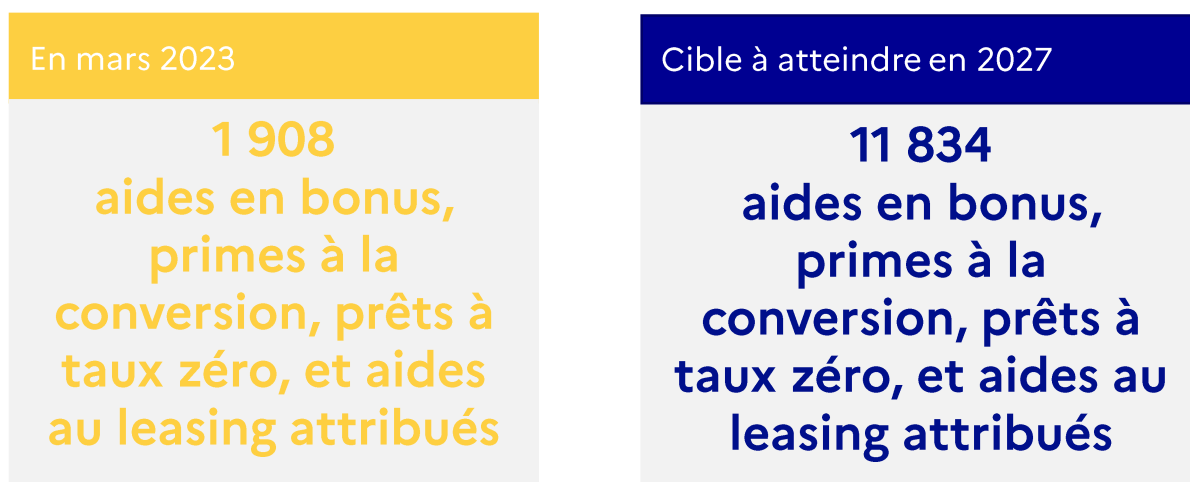 En mars 2023
1 908
aides en bonus,
primes à la
conversion, prêts à
taux zéro, et aides
au leasing attribués
Cible à atteindre en 2027
11 834
aides en bonus,
primes à la
conversion, prêts à
taux zéro, et aides au
leasing attribués